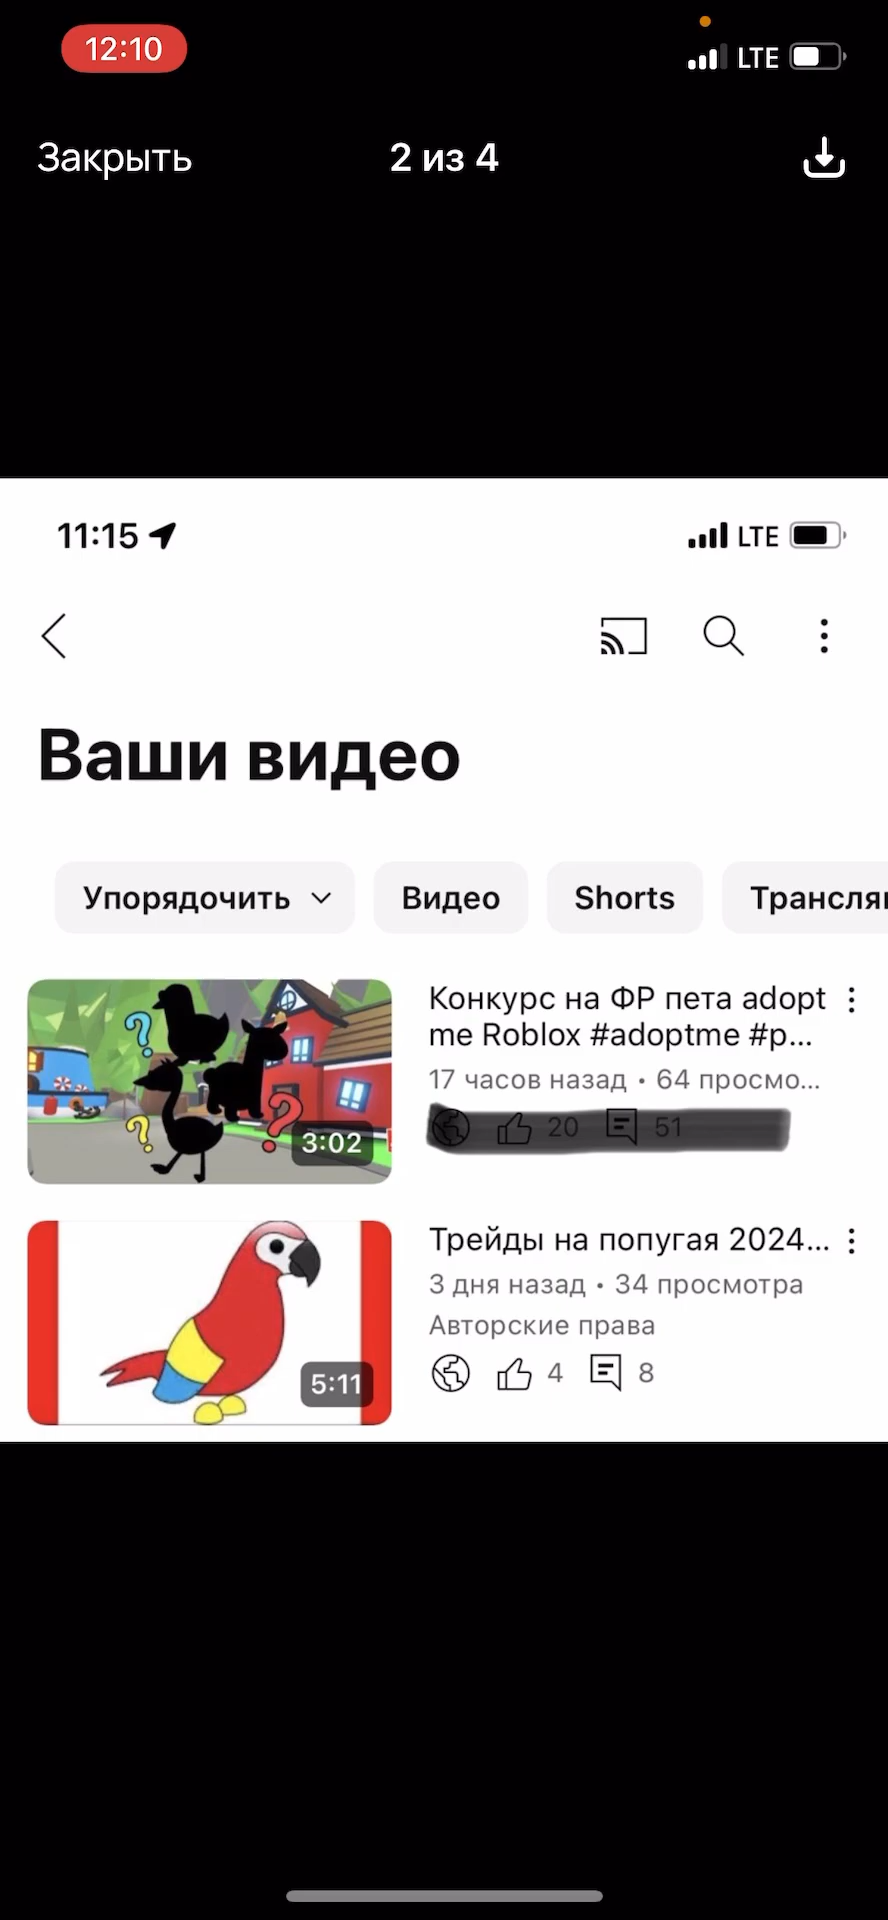 12:10
LTE
Закрыть
2 из 4
11:15
LTE
Ваши видео
Упорядочить
Видео
Shorts
Трансля
Конкурс на ФР пета adopt
me Roblox #adoptme #p...
17 часов назад • 64 просмо...
20 51
? ? ? 3:02
Трейды на попугая 2024...
3 дня назад • 34 просмотра
Авторские права
4 8
5:11